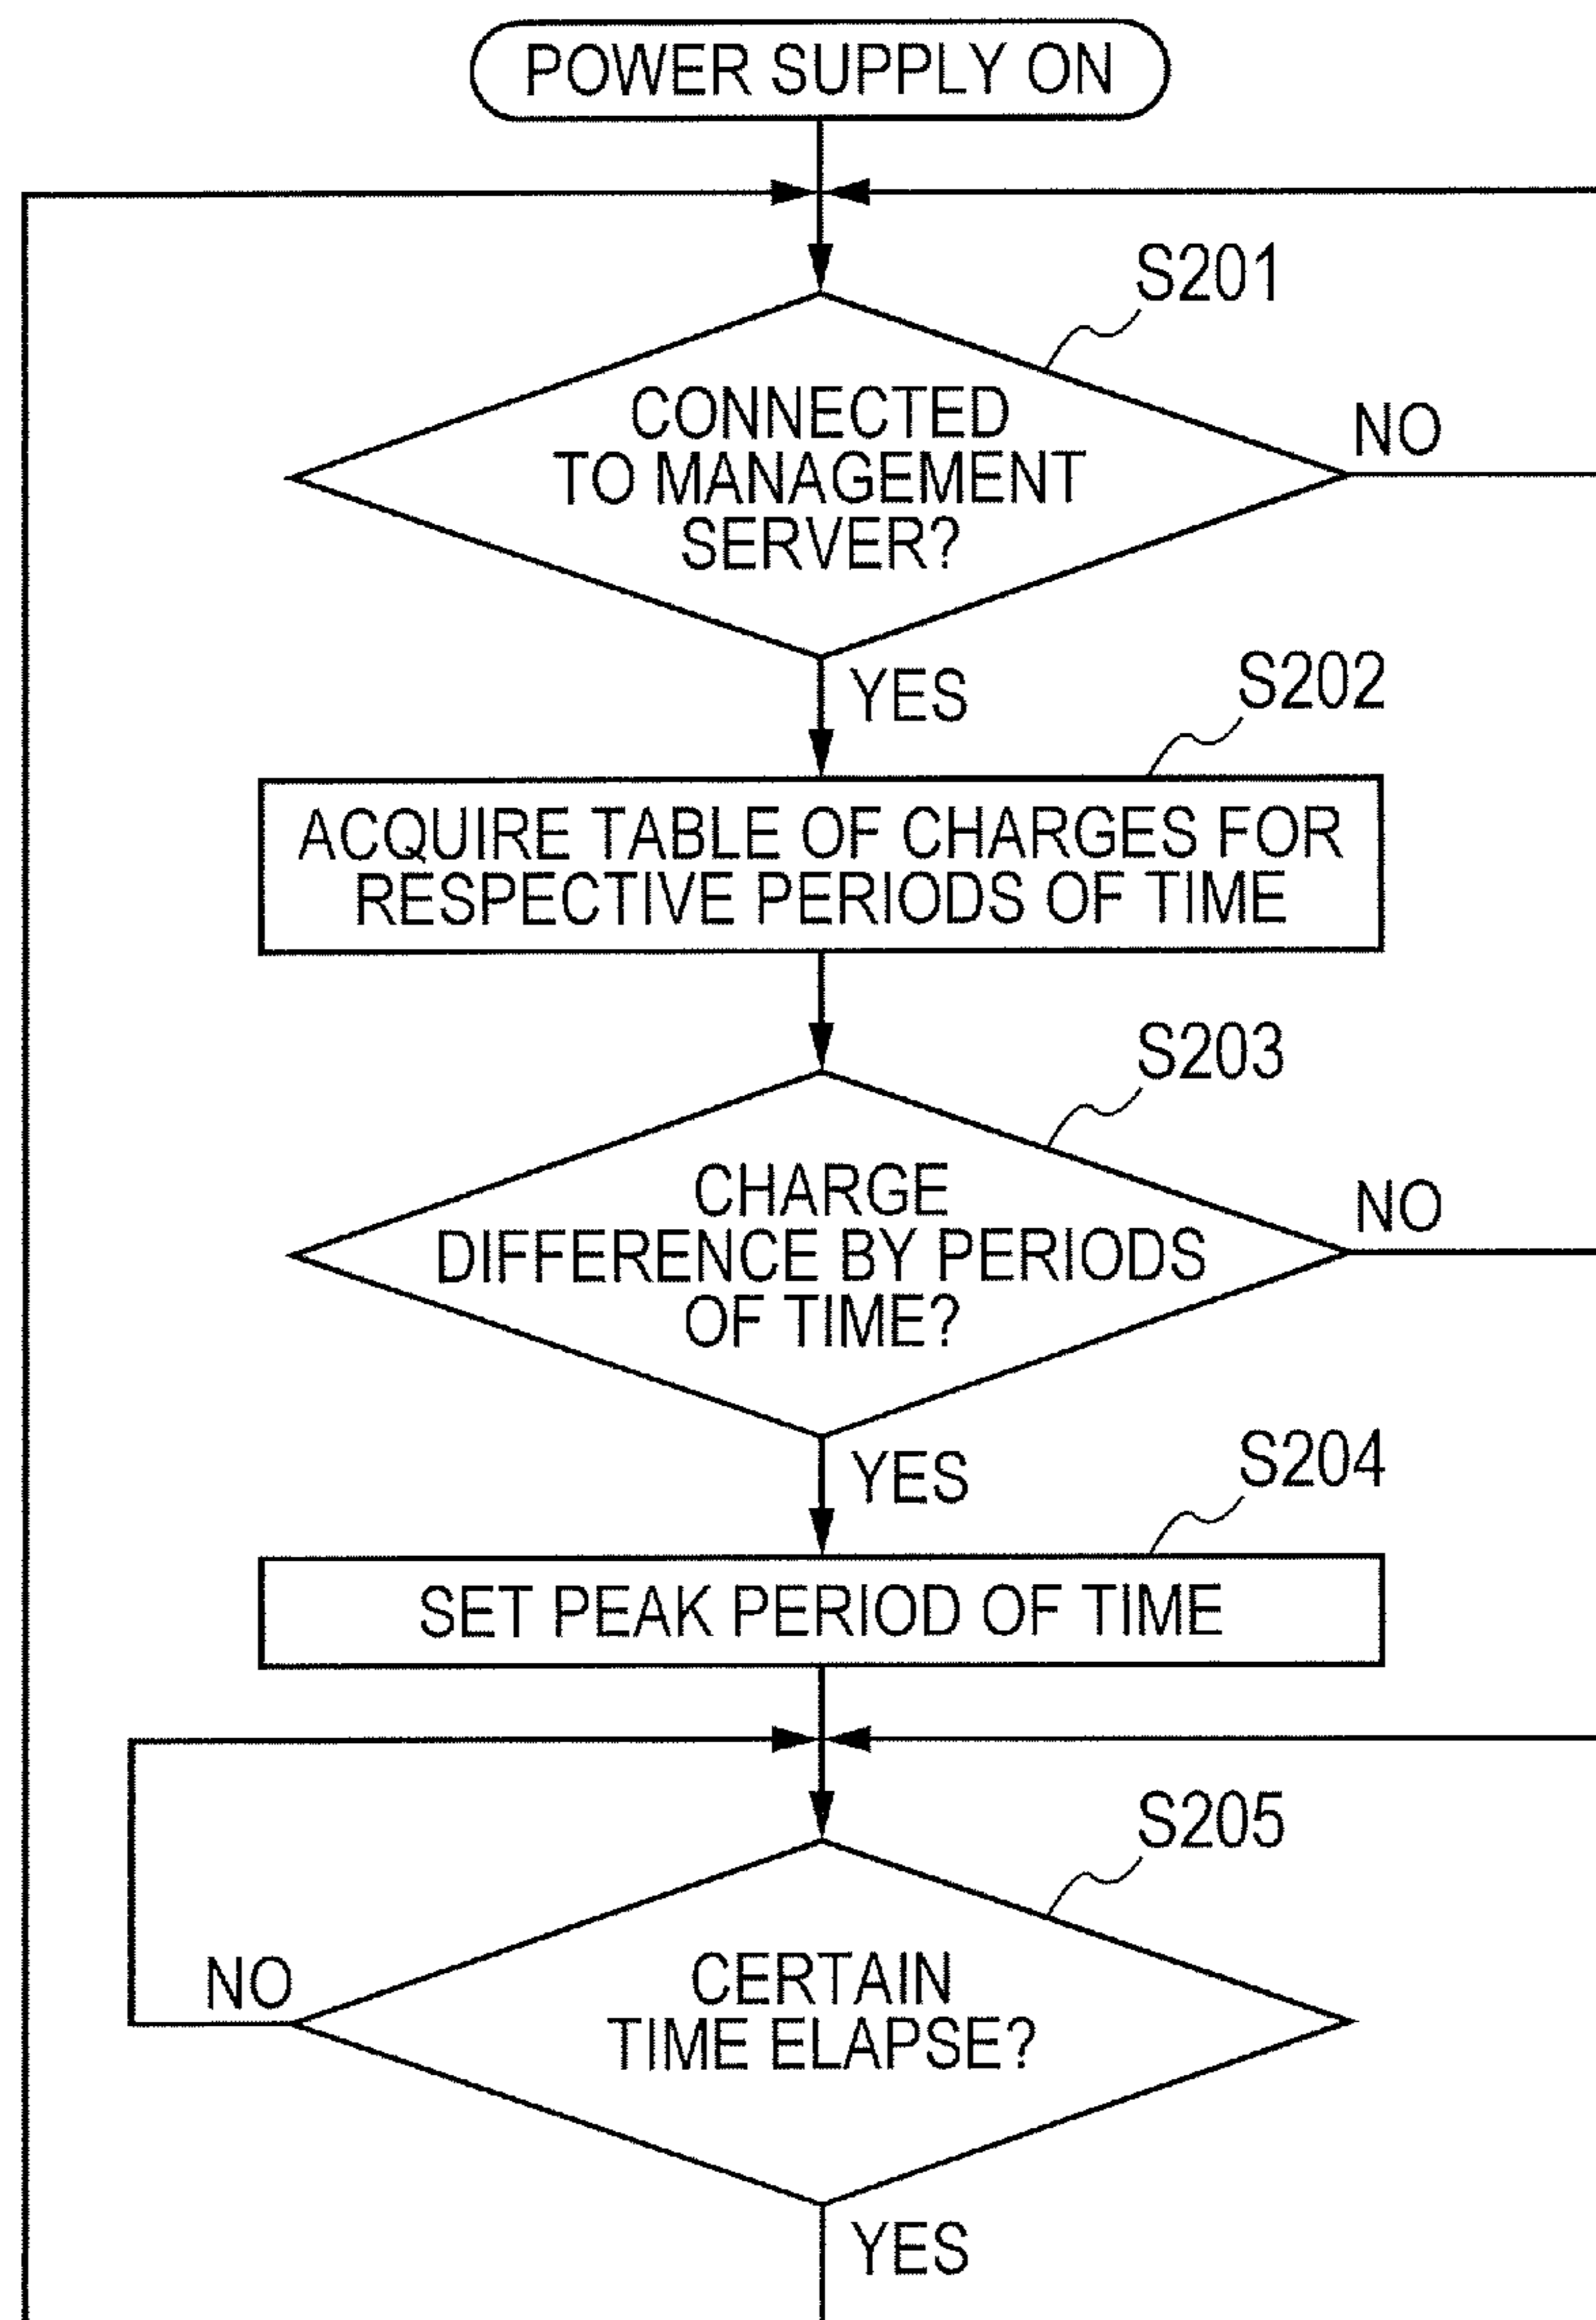 POWER SUPPLY ON
S201
CONNECTED
TO MANAGEMENT
SERVER?
NO
YES
S202
ACQUIRE TABLE OF CHARGES FOR
RESPECTIVE PERIODS OF TIME
S203
CHARGE
DIFFERENCE BY PERIODS
OF TIME?
NO
YES
S204
SET PEAK PERIOD OF TIME
S205
CERTAIN
TIME ELAPSE?
NO
YES